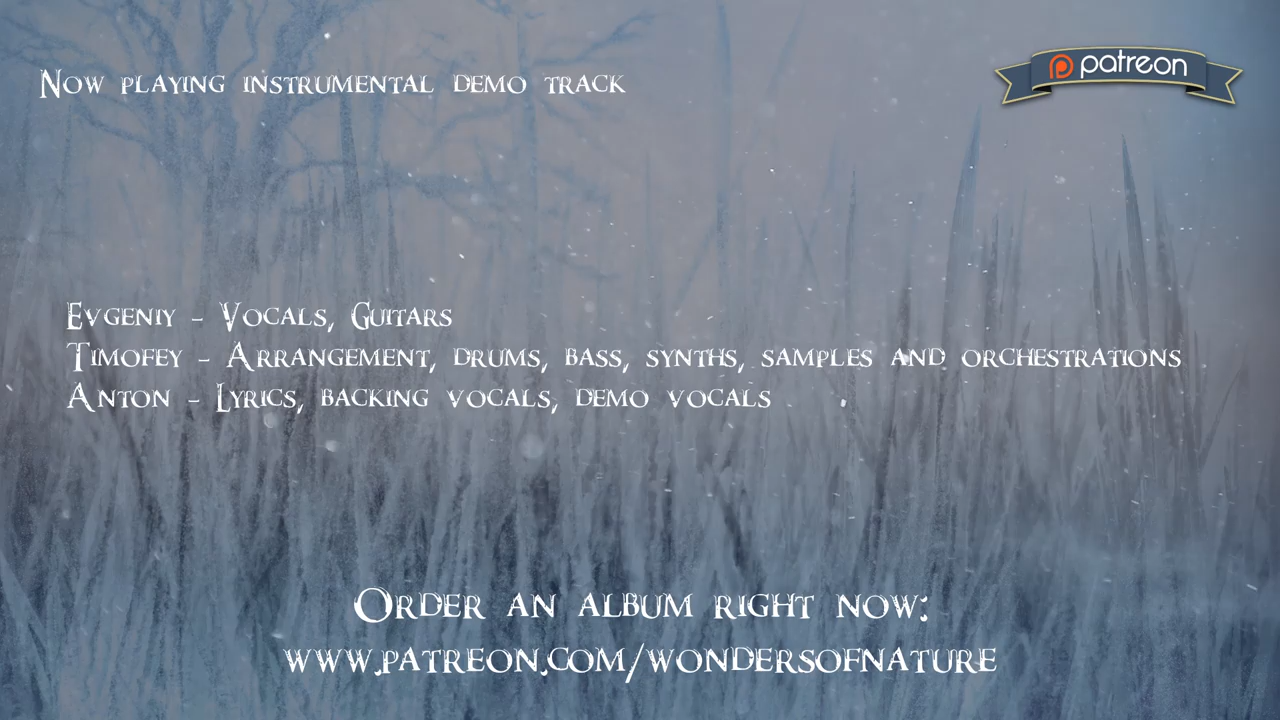 Now playing instrumental demo track
patreon
Evgeniy - Vocals, Guitars
Timofey - Arrangement, drums, bass, synths, samples and orchestrations
Anton - Lyrics, backing vocals, demo vocals
Order an album right now:
www.patreon.com/wondersofnature